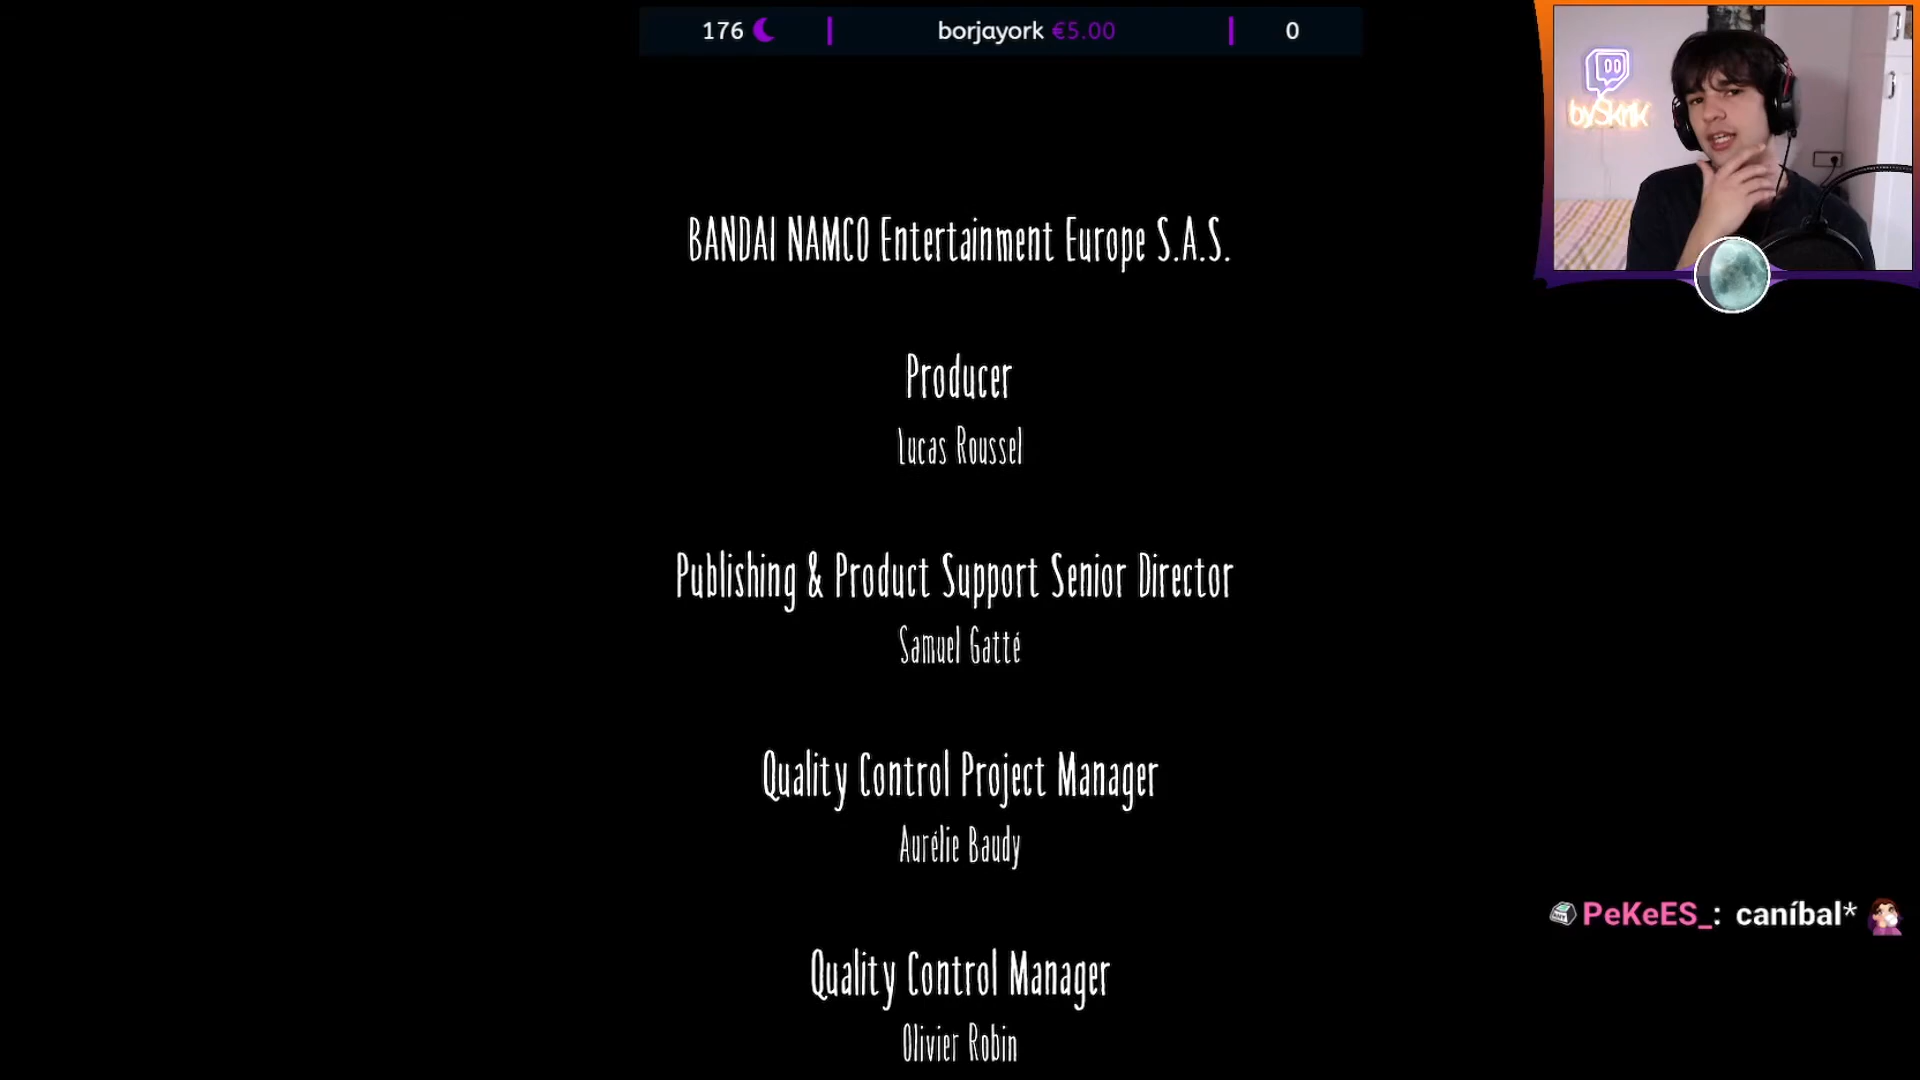 176 borjayork €5.00 0
bySkrilK
BANDAI NAMCO Entertainment Europe S.A.S.
Producer
Lucas Roussel
Publishing & Product Support Senior Director
Samuel Gatté
Quality Control Project Manager
Aurélie Baudy
PeKeES_: caníbal*
Quality Control Manager
Olivier Robin